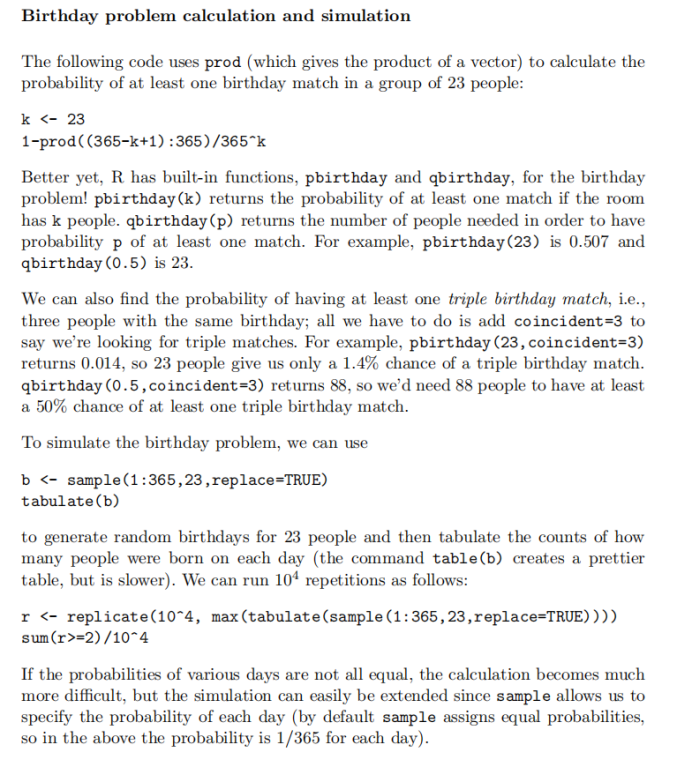 Birthday problem calculation and simulation
The following code uses prod (which gives the product of a vector) to calculate the
probability of at least one birthday match in a group of 23 people:
k <- 23
1-prod((365-k+1):365)/365^k
Better yet, R has built-in functions, pbirthday and qbirthday, for the birthday
problem! pbirthday(k) returns the probability of at least one match if the room
has k people. qbirthday(p) returns the number of people needed in order to have
probability p of at least one match. For example, pbirthday(23) is 0.507 and
qbirthday(0.5) is 23.
We can also find the probability of having at least one triple birthday match, i.e.,
three people with the same birthday; all we have to do is add coincident=3 to
say we're looking for triple matches. For example, pbirthday(23,coincident=3)
returns 0.014, so 23 people give us only a 1.4% chance of a triple birthday match.
qbirthday(0.5,coincident=3) returns 88, so we'd need 88 people to have at least
a 50% chance of at least one triple birthday match.
To simulate the birthday problem, we can use
b <- sample(1:365,23,replace=TRUE)
tabulate(b)
to generate random birthdays for 23 people and then tabulate the counts of how
many people were born on each day (the command table(b) creates a prettier
table, but is slower). We can run 10⁴ repetitions as follows:
r <- replicate(10^4, max(tabulate(sample(1:365,23,replace=TRUE))))
sum(r>=2)/10^4
If the probabilities of various days are not all equal, the calculation becomes much
more difficult, but the simulation can easily be extended since sample allows us to
specify the probability of each day (by default sample assigns equal probabilities,
so in the above the probability is 1/365 for each day).